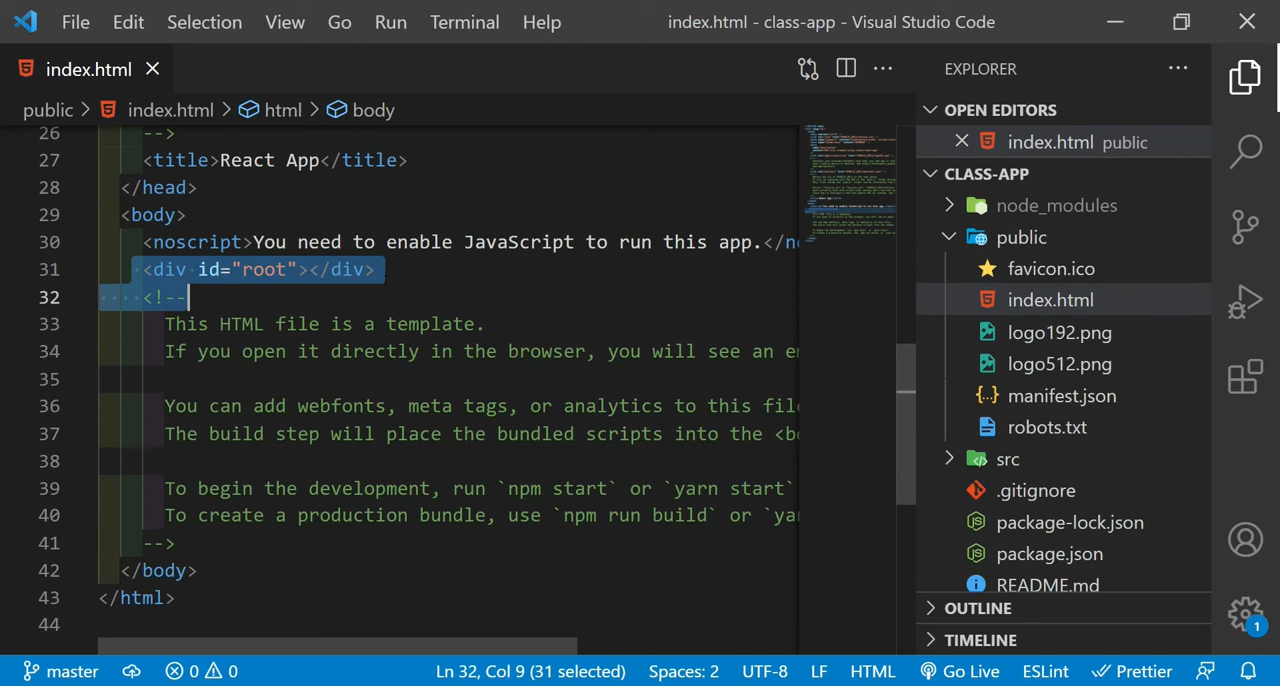 File Edit Selection View Go Run Terminal Help index.html - class-app - Visual Studio Code
index.html
EXPLORER
public > index.html > html > body
OPEN EDITORS
index.html public
CLASS-APP
node_modules
public
favicon.ico
index.html
logo192.png
logo512.png
manifest.json
robots.txt
src
.gitignore
package-lock.json
package.json
README.md
OUTLINE
TIMELINE
26 -->
27 <title>React App</title>
28 </head>
29 <body>
30 <noscript>You need to enable JavaScript to run this app.</no
31 <div id="root"></div>
32 <!--
33 This HTML file is a template.
34 If you open it directly in the browser, you will see an em
35
36 You can add webfonts, meta tags, or analytics to this file
37 The build step will place the bundled scripts into the <bo
38
39 To begin the development, run `npm start` or `yarn start`
40 To create a production bundle, use `npm run build` or `yar
41 -->
42 </body>
43 </html>
44
1
master 0 0 Ln 32, Col 9 (31 selected) Spaces: 2 UTF-8 LF HTML Go Live ESLint Prettier